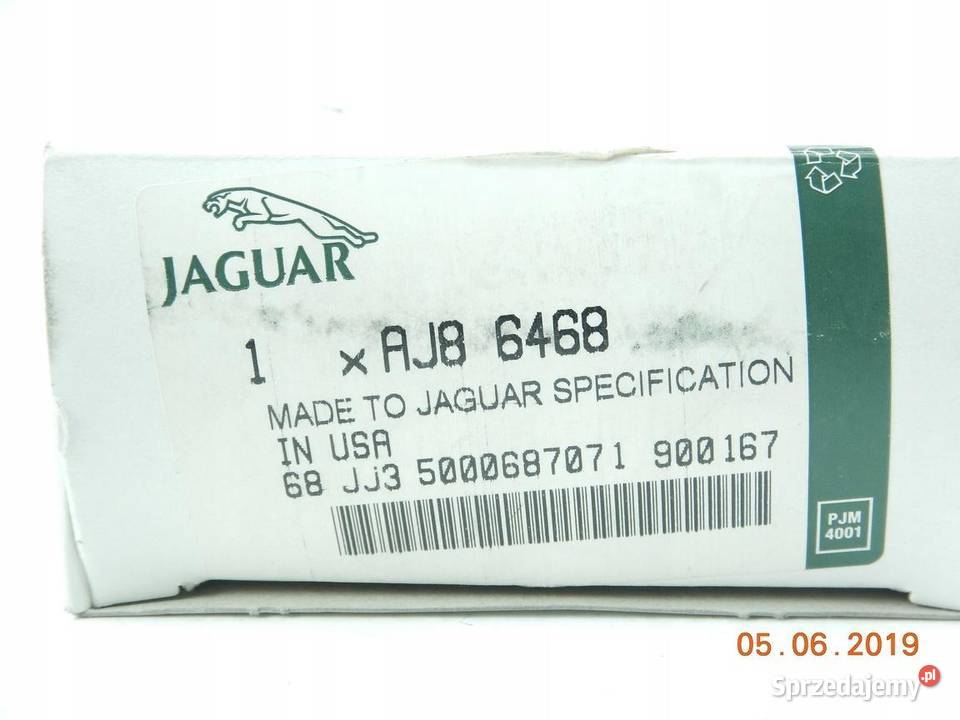 JAGUAR
1 x AJ8 6468
MADE TO JAGUAR SPECIFICATION
IN USA
68 JJ3 5000687071 900167
PJM
4001
05.06.2019
Sprzedajemy.pl